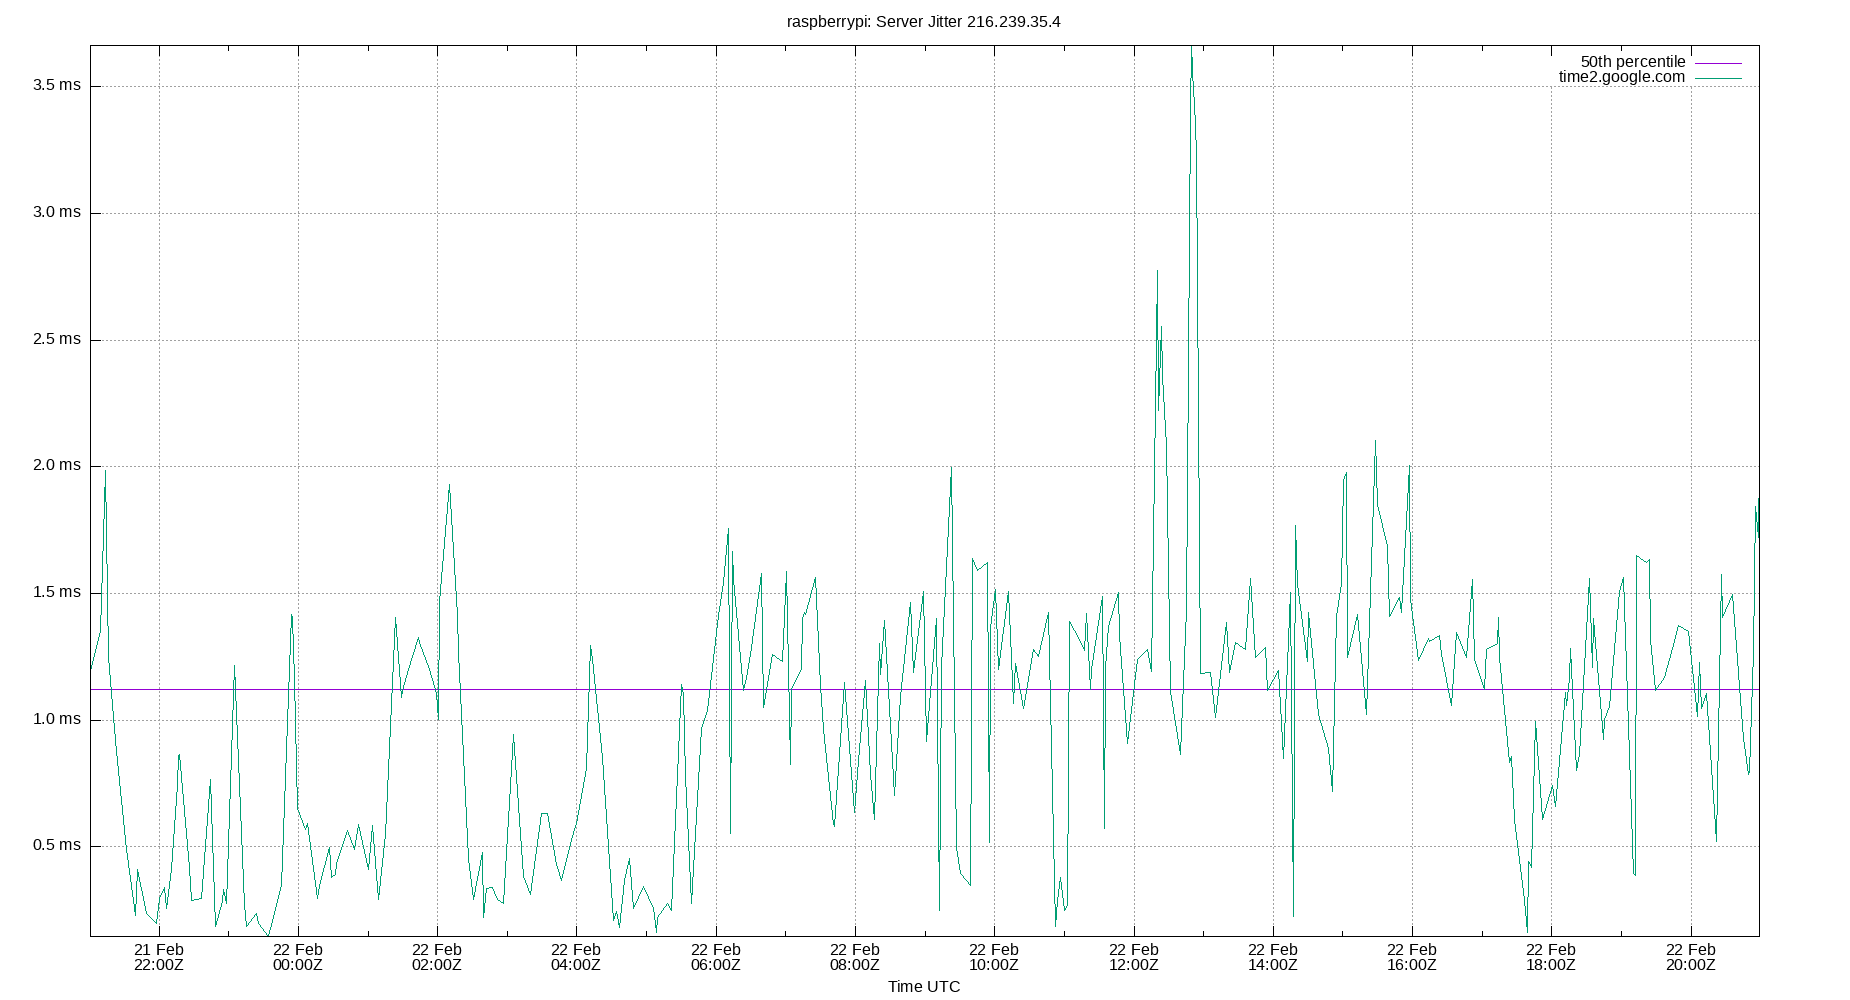 raspberrypi: Server Jitter 216.239.35.4
50th percentile
time2.google.com
3.5 ms
3.0 ms
2.5 ms
2.0 ms
1.5 ms
1.0 ms
0.5 ms
21 Feb 22 Feb 22 Feb 22 Feb 22 Feb 22 Feb 22 Feb 22 Feb 22 Feb 22 Feb 22 Feb 22 Feb
22:00Z 00:00Z 02:00Z 04:00Z 06:00Z 08:00Z 10:00Z 12:00Z 14:00Z 16:00Z 18:00Z 20:00Z
Time UTC